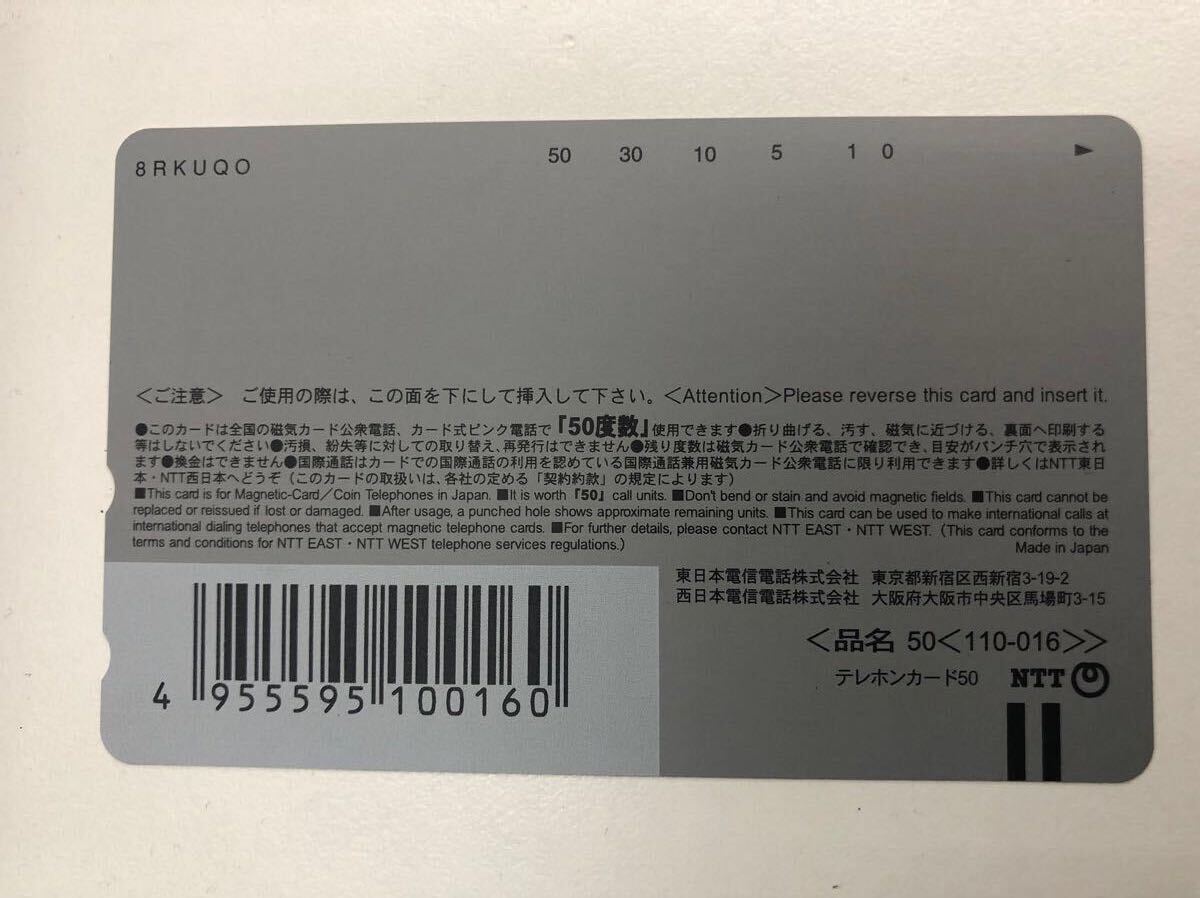 8RKUQO
50 30 10 5 1 0 ▶
＜ご注意＞ ご使用の際は、この面を下にして挿入して下さい。＜Attention＞Please reverse this card and insert it.
●このカードは全国の磁気カード公衆電話、カード式ピンク電話で「50度数」使用できます●折り曲げる、汚す、磁気に近づける、裏面へ印刷する
等はしないでください●汚損、紛失等に対しての取り替え、再発行はできません●残り度数は磁気カード公衆電話で確認でき、目安がパンチ穴で表示され
ます●換金はできません●国際通話はカードでの国際通話の利用を認めている国際通話兼用磁気カード公衆電話に限り利用できます●詳しくはNTT東日
本・NTT西日本へどうぞ（このカードの取扱いは、各社の定める「契約約款」の規定によります）
■This card is for Magnetic-Card／Coin Telephones in Japan. ■It is worth「50」call units. ■Don't bend or stain and avoid magnetic fields. ■This card cannot be
replaced or reissued if lost or damaged. ■After usage, a punched hole shows approximate remaining units. ■This card can be used to make international calls at
international dialing telephones that accept magnetic telephone cards. ■For further details, please contact NTT EAST・NTT WEST.（This card conforms to the
terms and conditions for NTT EAST・NTT WEST telephone services regulations.）
Made in Japan
東日本電信電話株式会社 東京都新宿区西新宿3-19-2
西日本電信電話株式会社 大阪府大阪市中央区馬場町3-15
＜品名 50＜110-016＞＞
テレホンカード50 NTT
4 955595 100160